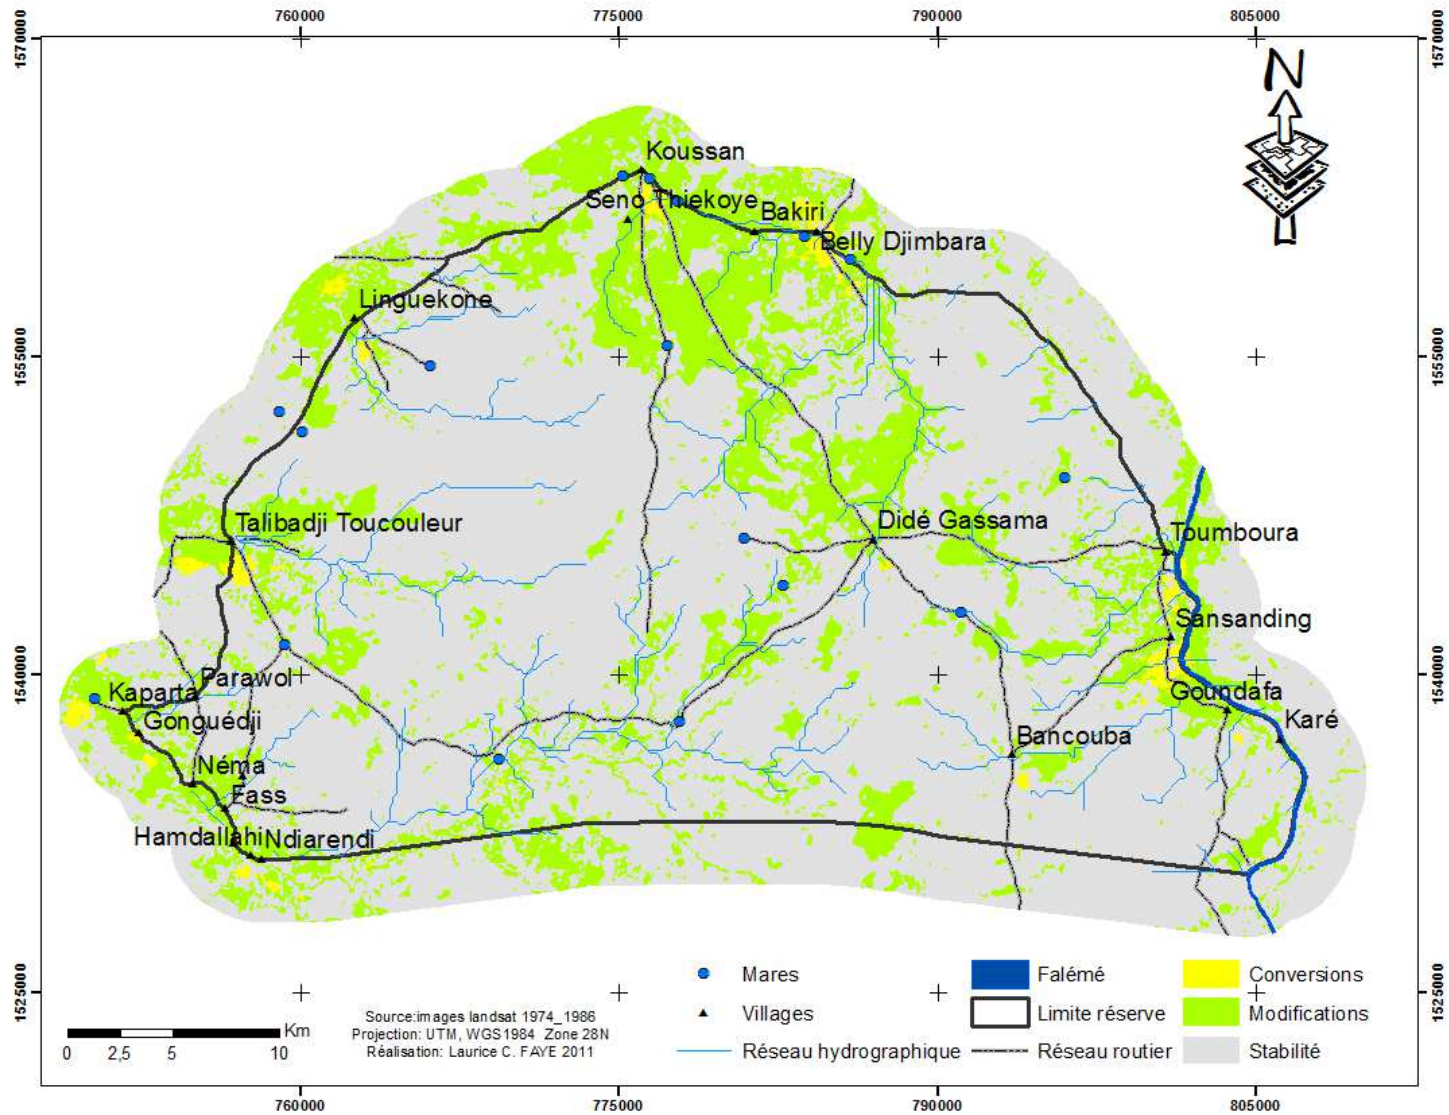 760000 775000 790000 805000
1570000 1570000
N
Koussan
Seno Thiekoye
Bakiri
Belly Djimbara
Linguekone
1555000 1555000
Talibadji Toucouleur
Didé Gassama
Toumboura
Sansanding
1540000 1540000
Parawol
Kaparta
Goundafa
Gonguédji
Karé
Bancouba
Néma
Fass
Hamdallahi Ndiarendi
1525000 1525000
Mares Falémé Conversions
Villages Limite réserve Modifications
Réseau hydrographique Réseau routier Stabilité
Km
0 2,5 5 10
Source:images landsat 1974_1986
Projection: UTM, WGS1984 Zone 28N
Réalisation: Laurice C. FAYE 2011
760000 775000 790000 805000